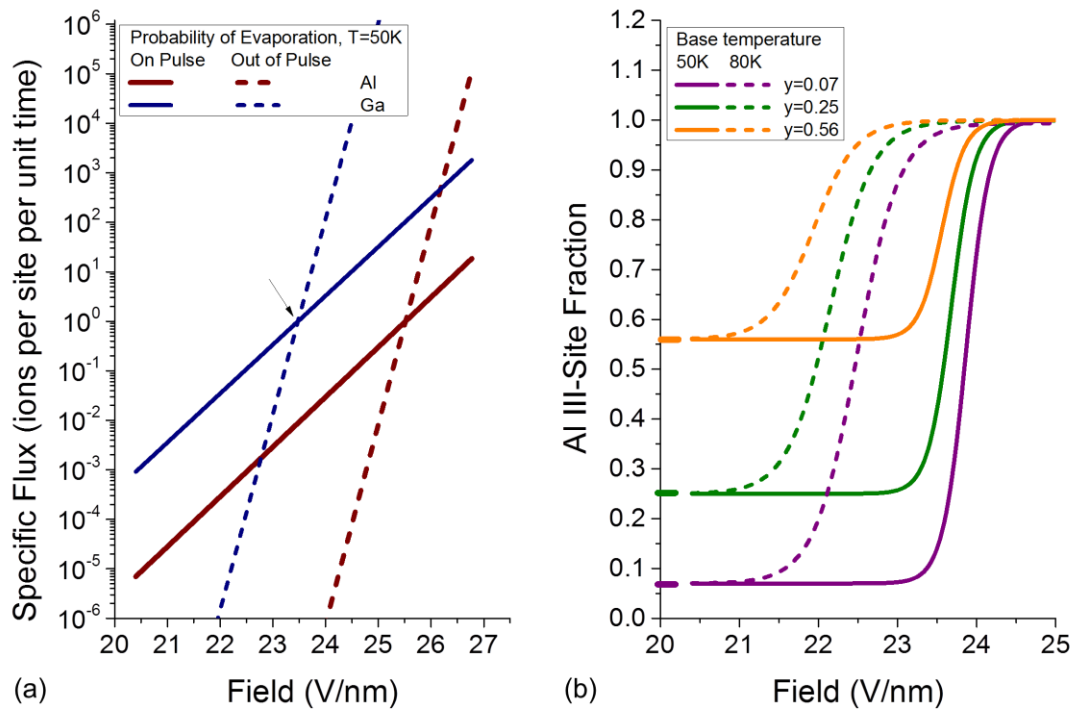 Probability of Evaporation, T=50K
On Pulse Out of Pulse
Al
Ga
10^6
10^5
10^4
10^3
10^2
10^1
10^0
10^-1
10^-2
10^-3
10^-4
10^-5
10^-6
Specific Flux (ions per site per unit time)
20 21 22 23 24 25 26 27
(a) Field (V/nm)
Base temperature
50K 80K
y=0.07
y=0.25
y=0.56
1.2
1.1
1.0
0.9
0.8
0.7
0.6
0.5
0.4
0.3
0.2
0.1
0.0
Al III-Site Fraction
20 21 22 23 24 25
(b) Field (V/nm)